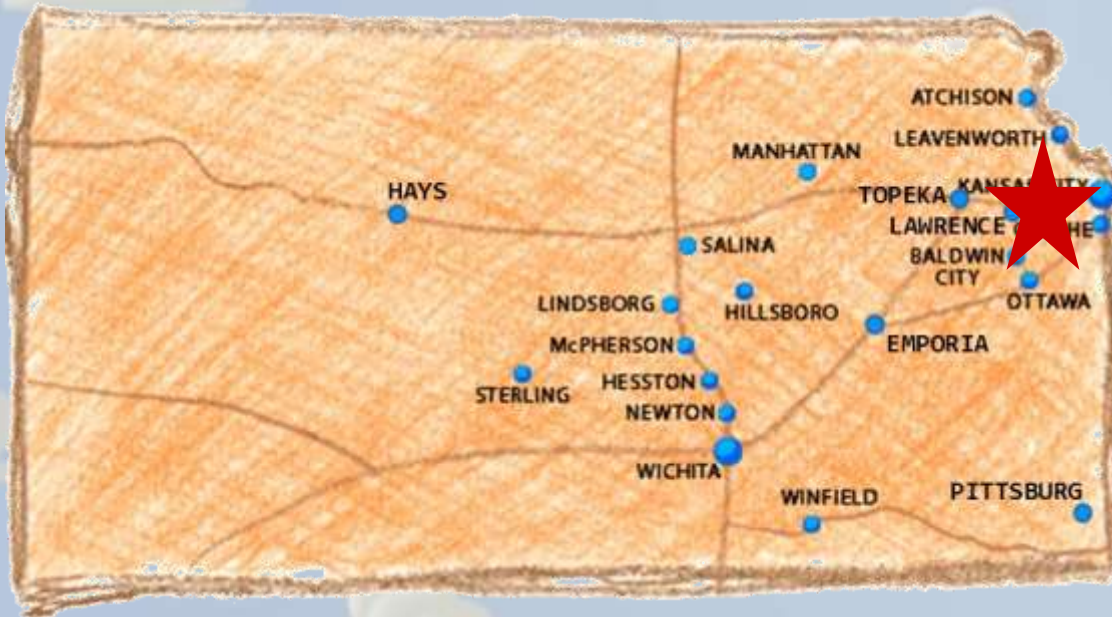 ATCHISON
LEAVENWORTH
MANHATTAN
HAYS
TOPEKA
LAWRENCE
SALINA
BALDWIN
CITY
LINDSBORG
HILLSBORO
OTTAWA
McPHERSON
EMPORIA
HESSTON
STERLING
NEWTON
WICHITA
WINFIELD
PITTSBURG